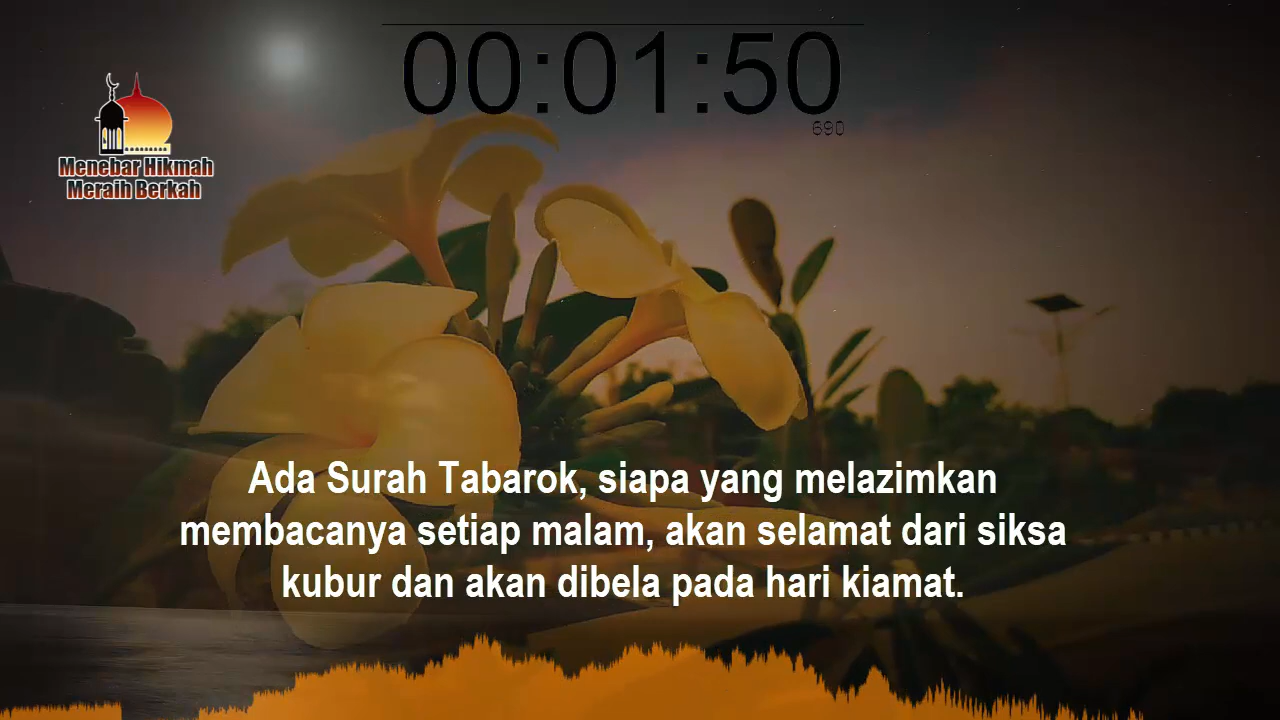 00:01:50
690
Menebar Hikmah
Meraih Berkah
Ada Surah Tabarok, siapa yang melazimkan
membacanya setiap malam, akan selamat dari siksa
kubur dan akan dibela pada hari kiamat.